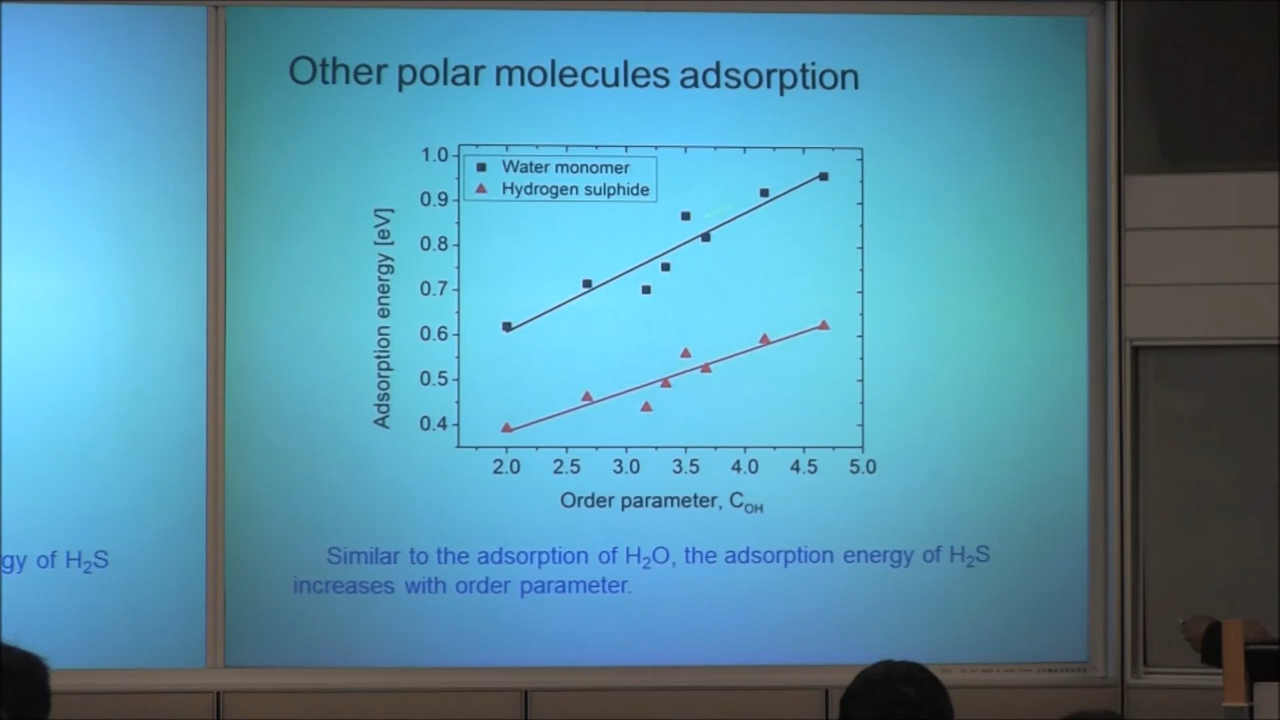 Other polar molecules adsorption
Water monomer
Hydrogen sulphide
Adsorption energy [eV]
1.0
0.9
0.8
0.7
0.6
0.5
0.4
2.0 2.5 3.0 3.5 4.0 4.5 5.0
Order parameter, C_OH
Similar to the adsorption of H₂O, the adsorption energy of H₂S
increases with order parameter.
gy of H₂S